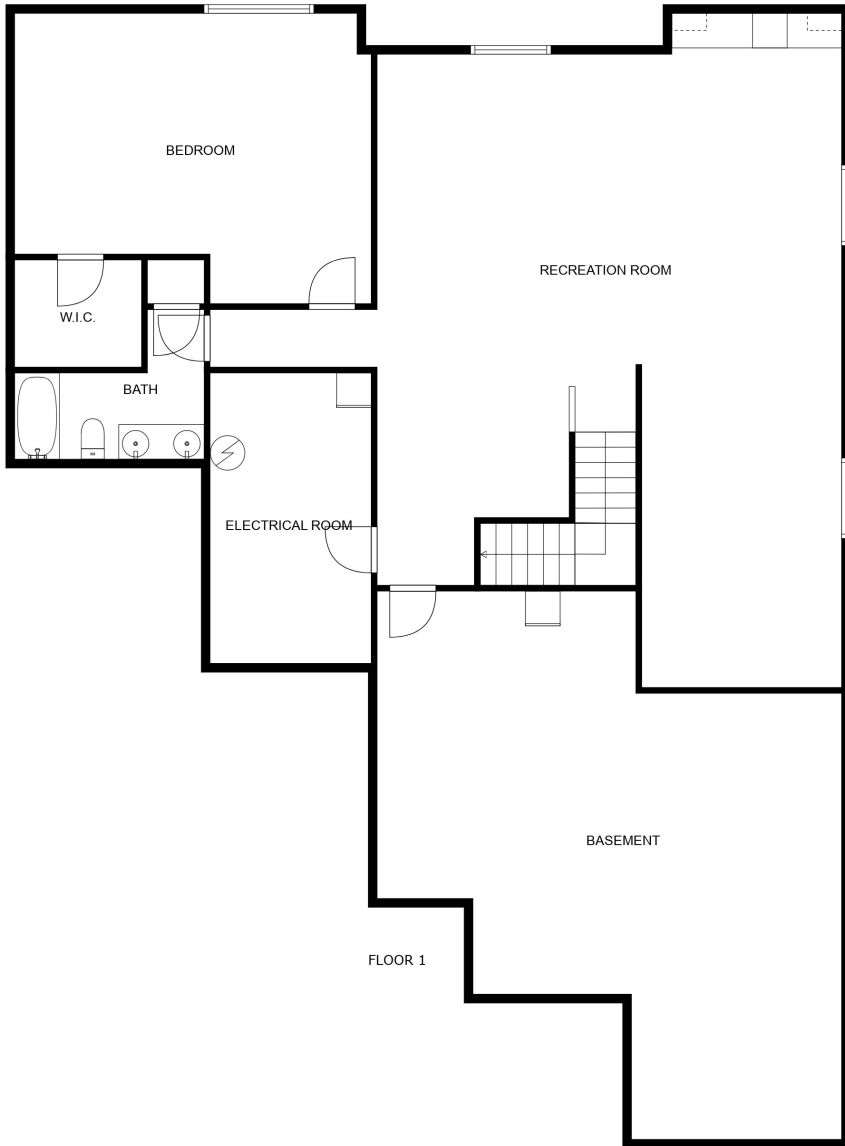 BEDROOM
RECREATION ROOM
W.I.C.
BATH
ELECTRICAL ROOM
BASEMENT
FLOOR 1